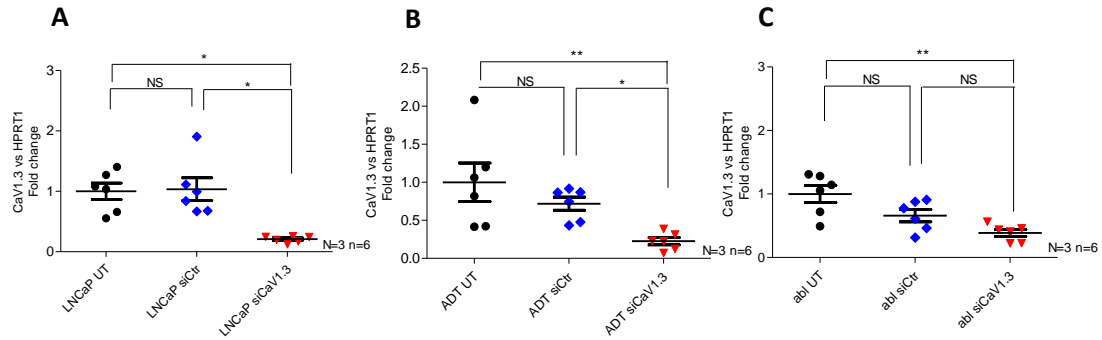 A
*
NS
*
CaV1.3 vs HPRT1
Fold change
3
2
1
0
N=3 n=6
LNCaP UT
LNCaP siCtr
LNCaP siCaV1.3
B
**
NS
*
CaV1.3 vs HPRT1
Fold change
2.5
2.0
1.5
1.0
0.5
0.0
N=3 n=6
ADT UT
ADT siCtr
ADT siCaV1.3
C
**
NS
NS
CaV1.3 vs HPRT1
Fold change
3
2
1
0
N=3 n=6
abl UT
abl siCtr
abl siCaV1.3